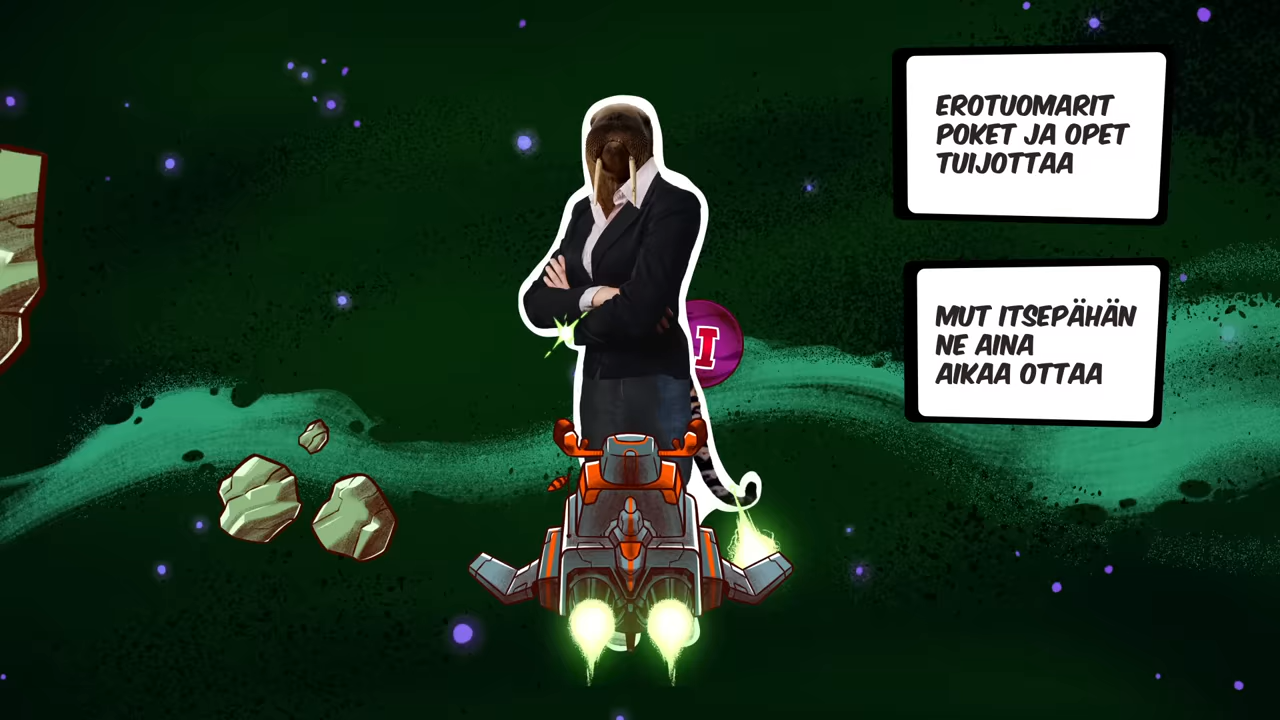 EROTUOMARIT
POKET JA OPET
TUIJOTTAA
MUT ITSEPÄHÄN
NE AINA
AIKAA OTTAA
I